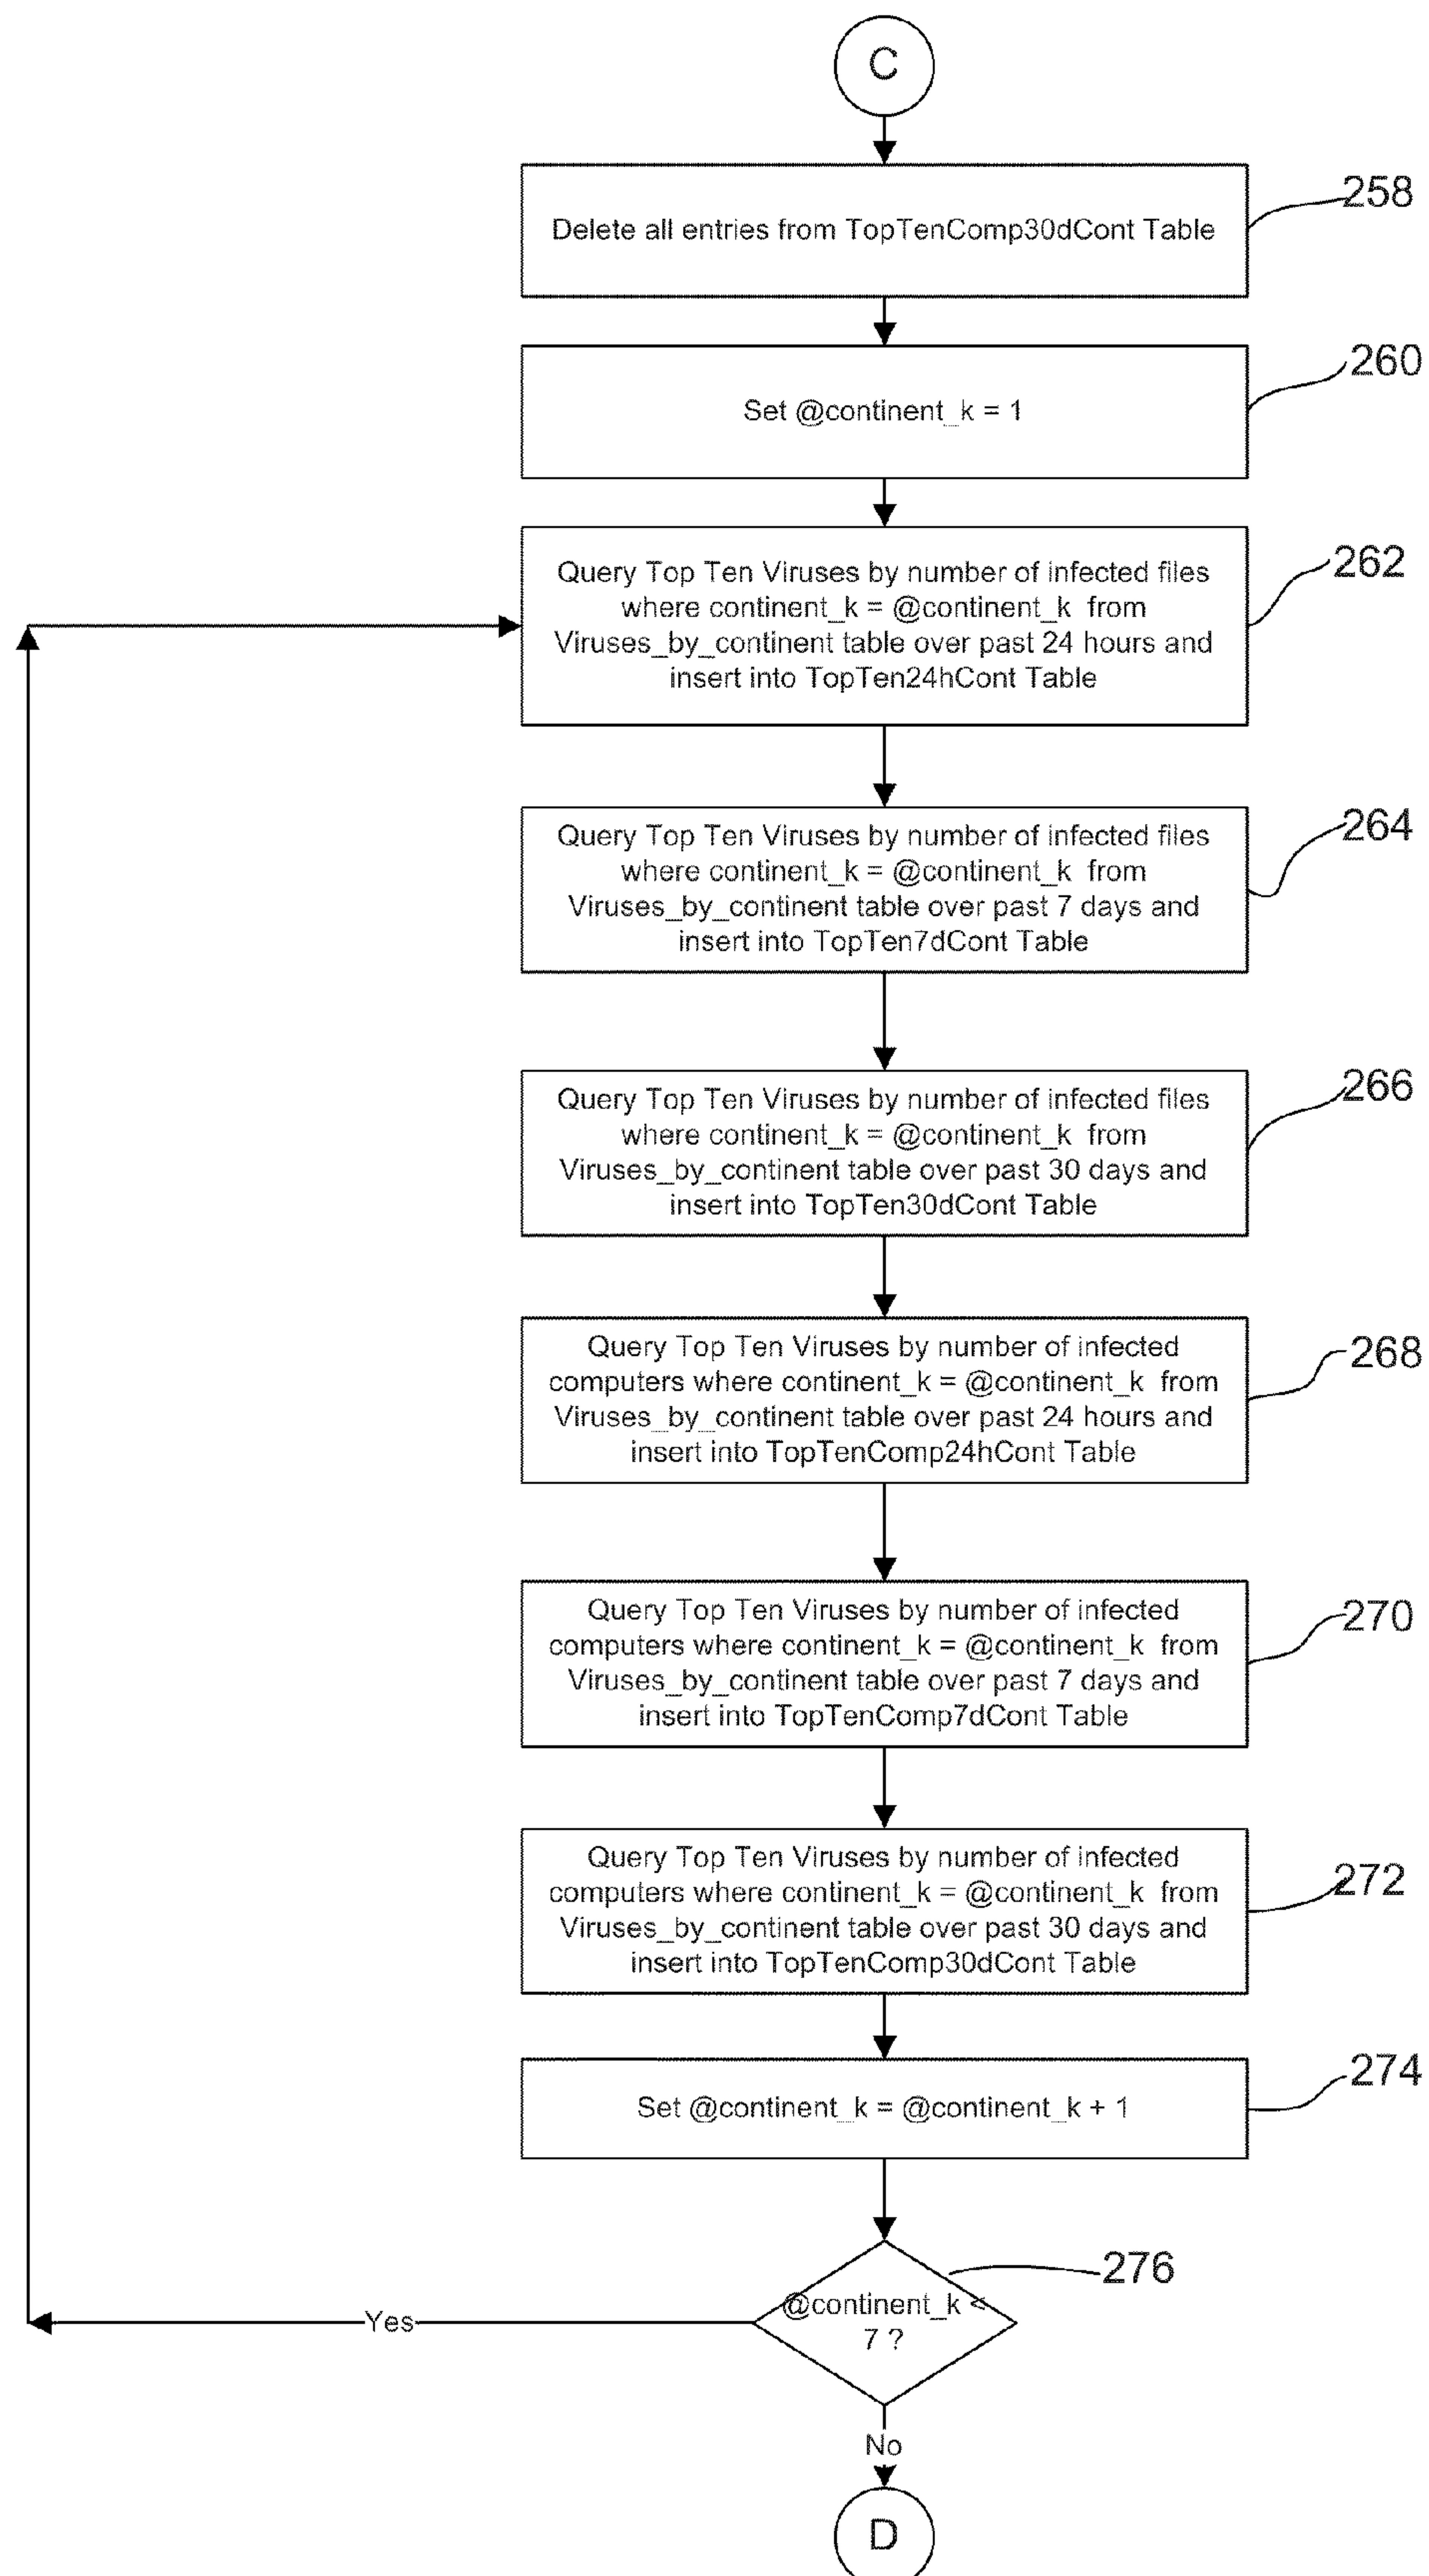 C
Delete all entries from TopTenComp30dCont Table
258
Set @continent_k = 1
260
Query Top Ten Viruses by number of infected files
where continent_k = @continent_k from
Viruses_by_continent table over past 24 hours and
insert into TopTen24hCont Table
262
Query Top Ten Viruses by number of infected files
where continent_k = @continent_k from
Viruses_by_continent table over past 7 days and
insert into TopTen7dCont Table
264
Query Top Ten Viruses by number of infected files
where continent_k = @continent_k from
Viruses_by_continent table over past 30 days and
insert into TopTen30dCont Table
266
Query Top Ten Viruses by number of infected
computers where continent_k = @continent_k from
Viruses_by_continent table over past 24 hours and
insert into TopTenComp24hCont Table
268
Query Top Ten Viruses by number of infected
computers where continent_k = @continent_k from
Viruses_by_continent table over past 7 days and
insert into TopTenComp7dCont Table
270
Query Top Ten Viruses by number of infected
computers where continent_k = @continent_k from
Viruses_by_continent table over past 30 days and
insert into TopTenComp30dCont Table
272
Set @continent_k = @continent_k + 1
274
276
@continent_k <
7 ?
Yes
No
D